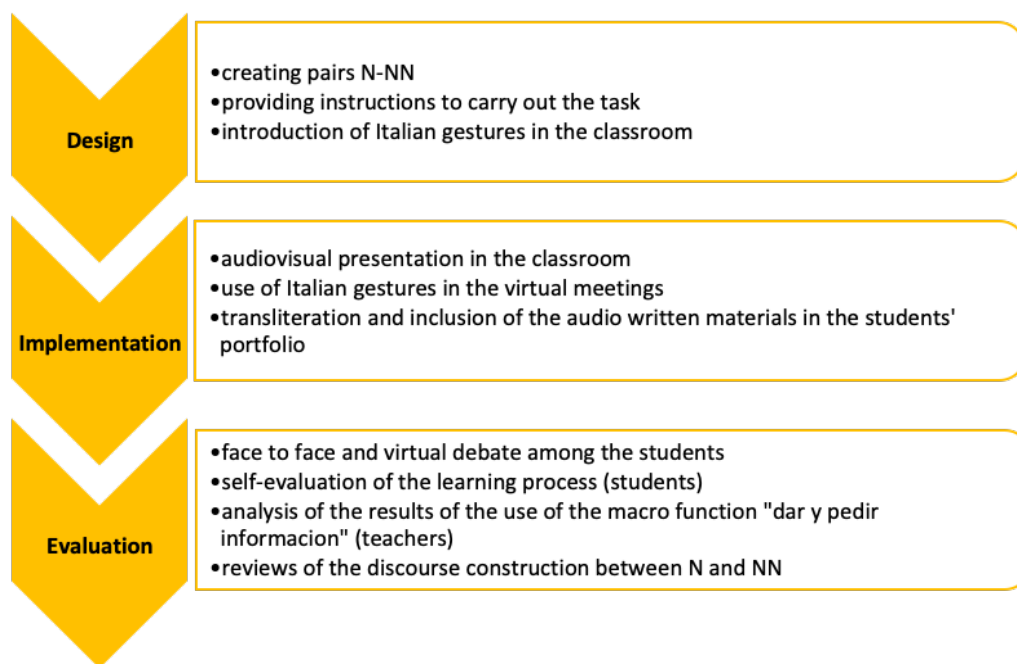 Design
•creating pairs N-NN
•providing instructions to carry out the task
•introduction of Italian gestures in the classroom
Implementation
•audiovisual presentation in the classroom
•use of Italian gestures in the virtual meetings
•transliteration and inclusion of the audio written materials in the students'
portfolio
Evaluation
•face to face and virtual debate among the students
•self-evaluation of the learning process (students)
•analysis of the results of the use of the macro function "dar y pedir
informacion" (teachers)
•reviews of the discourse construction between N and NN